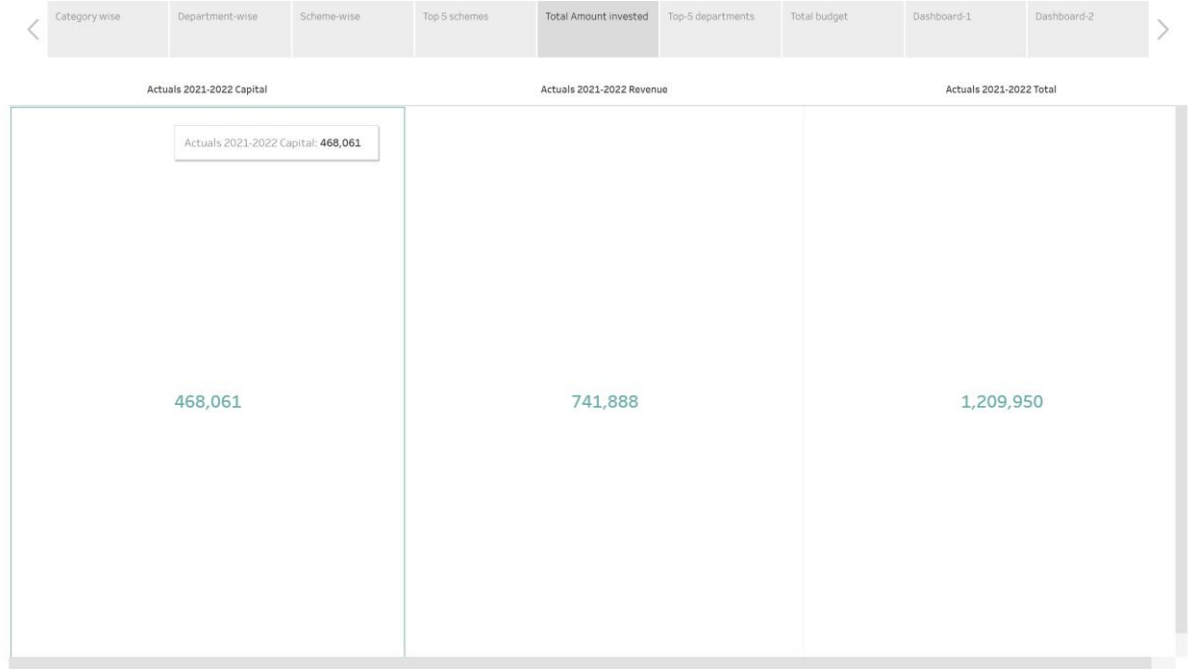 Category wise
Department-wise
Scheme-wise
Top 5 schemes
Total Amount invested
Top-5 departments
Total budget
Dashboard-1
Dashboard-2
Actuals 2021-2022 Capital
Actuals 2021-2022 Revenue
Actuals 2021-2022 Total
Actuals 2021-2022 Capital: 468,061
468,061
741,888
1,209,950